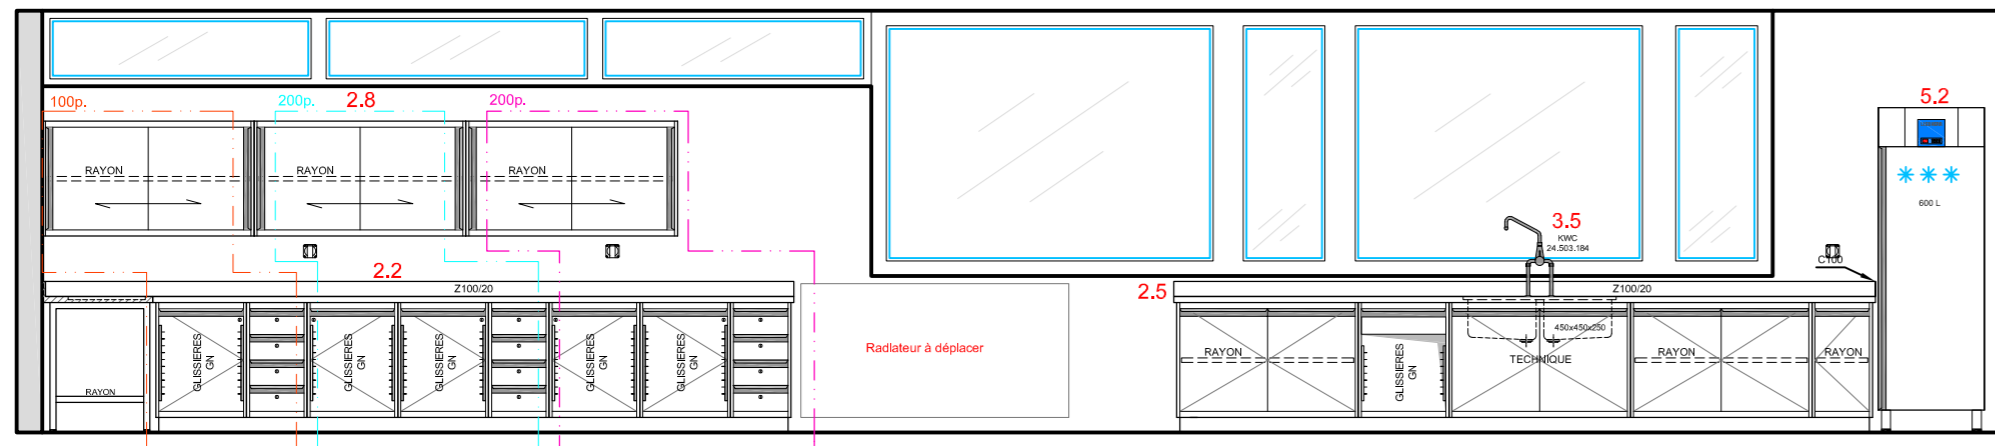 100p.
200p.
2.8
200p.
5.2
RAYON
RAYON
RAYON
600 L
3.5
KWC
24.503.184
C100
2.2
Z100/20
2.5
Z100/20
450x450x250
GLISSIERES
GN
GLISSIERES
GN
GLISSIERES
GN
GLISSIERES
GN
GLISSIERES
GN
Radiateur à déplacer
RAYON
GLISSIERES
GN
TECHNIQUE
RAYON
RAYON
RAYON